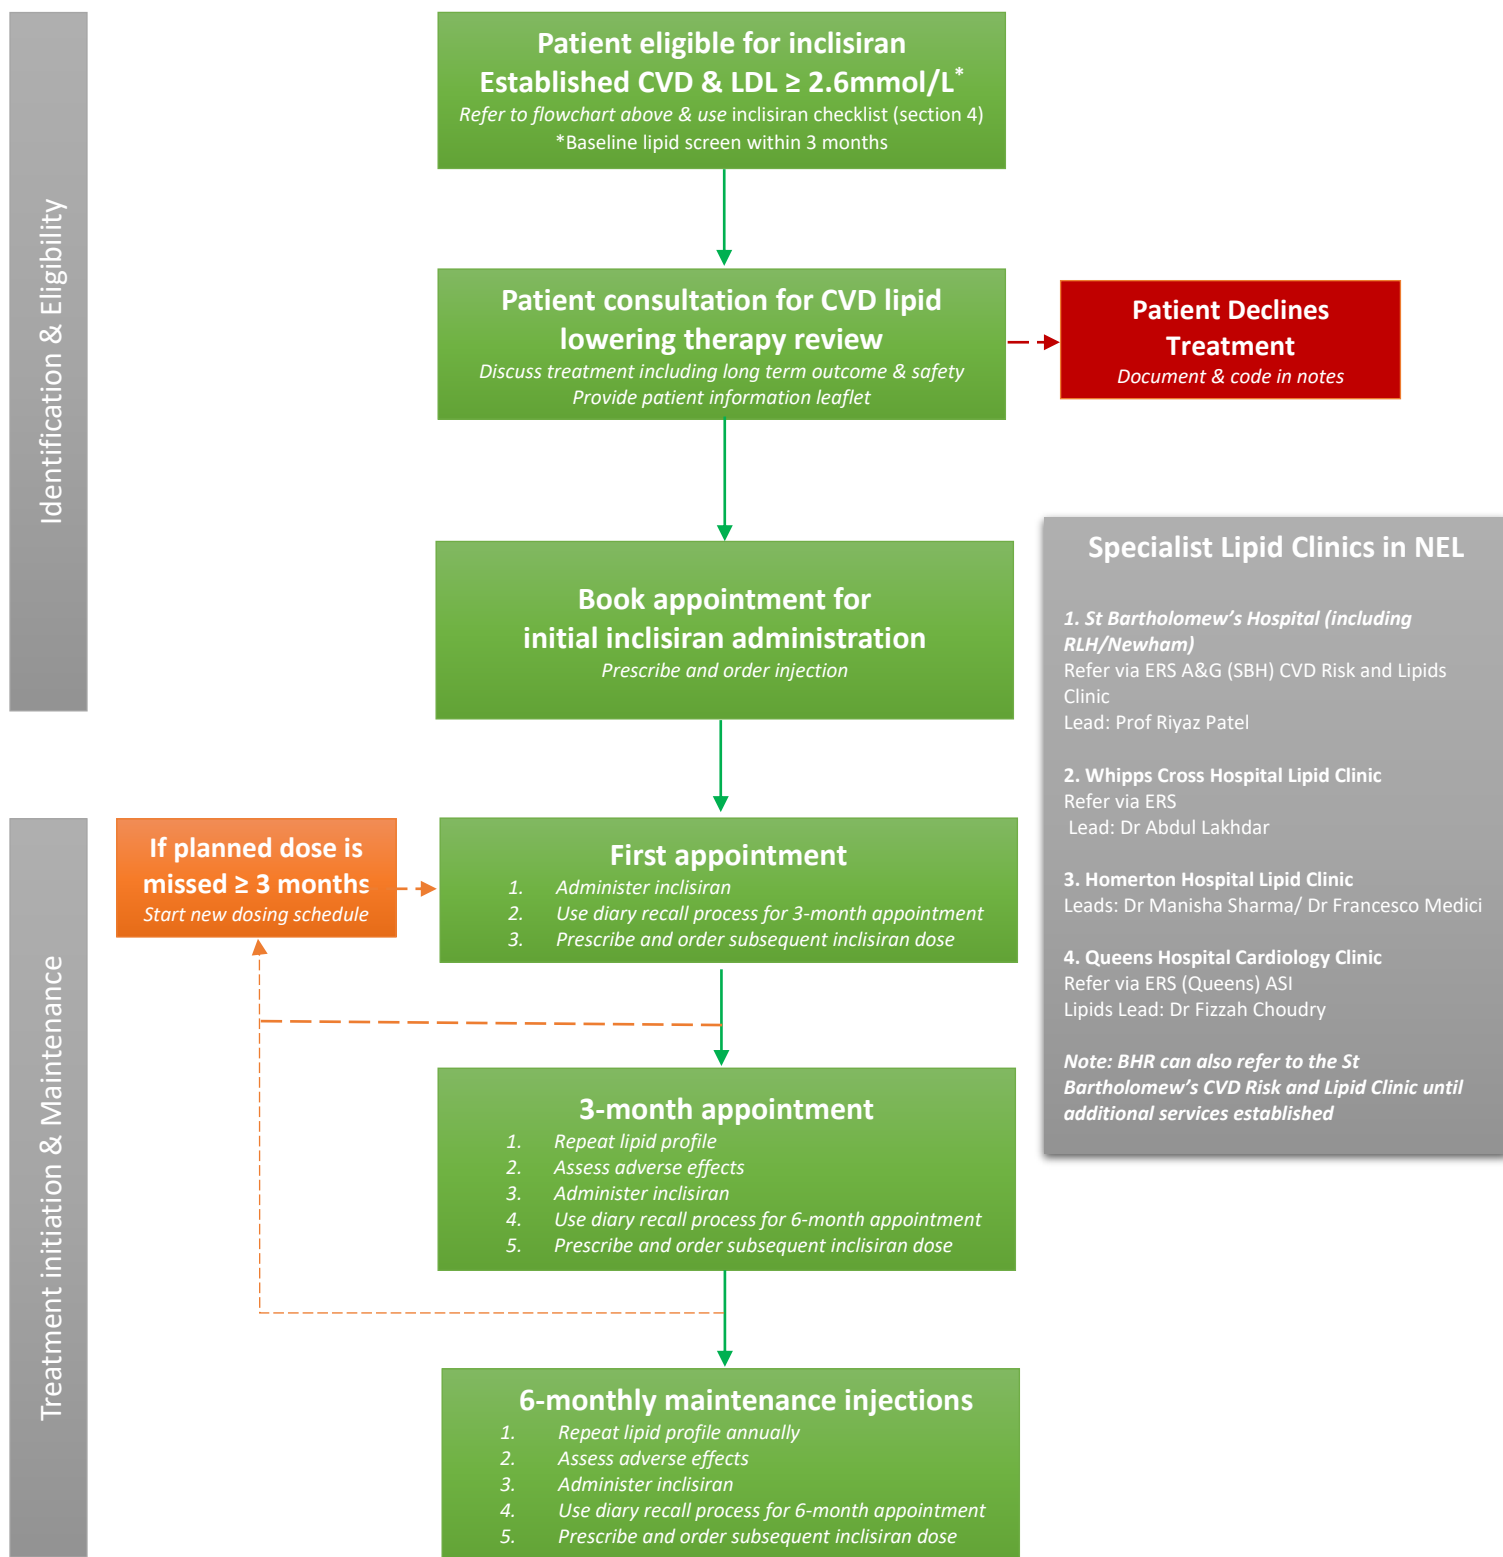 Identification & Eligibility
Patient eligible for inclisiran
Established CVD & LDL ≥ 2.6mmol/L*
Refer to flowchart above & use inclisiran checklist (section 4)
*Baseline lipid screen within 3 months
Patient consultation for CVD lipid
lowering therapy review
Discuss treatment including long term outcome & safety
Provide patient information leaflet
Patient Declines
Treatment
Document & code in notes
Book appointment for
initial inclisiran administration
Prescribe and order injection
Specialist Lipid Clinics in NEL
1. St Bartholomew’s Hospital (including
RLH/Newham)
Refer via ERS A&G (SBH) CVD Risk and Lipids
Clinic
Lead: Prof Riyaz Patel
2. Whipps Cross Hospital Lipid Clinic
Refer via ERS
Lead: Dr Abdul Lakhdar
3. Homerton Hospital Lipid Clinic
Leads: Dr Manisha Sharma/ Dr Francesco Medici
4. Queens Hospital Cardiology Clinic
Refer via ERS (Queens) ASI
Lipids Lead: Dr Fizzah Choudry
Note: BHR can also refer to the St
Bartholomew’s CVD Risk and Lipid Clinic until
additional services established
Treatment initiation & Maintenance
If planned dose is
missed ≥ 3 months
Start new dosing schedule
First appointment
1. Administer inclisiran
2. Use diary recall process for 3-month appointment
3. Prescribe and order subsequent inclisiran dose
3-month appointment
1. Repeat lipid profile
2. Assess adverse effects
3. Administer inclisiran
4. Use diary recall process for 6-month appointment
5. Prescribe and order subsequent inclisiran dose
6-monthly maintenance injections
1. Repeat lipid profile annually
2. Assess adverse effects
3. Administer inclisiran
4. Use diary recall process for 6-month appointment
5. Prescribe and order subsequent inclisiran dose